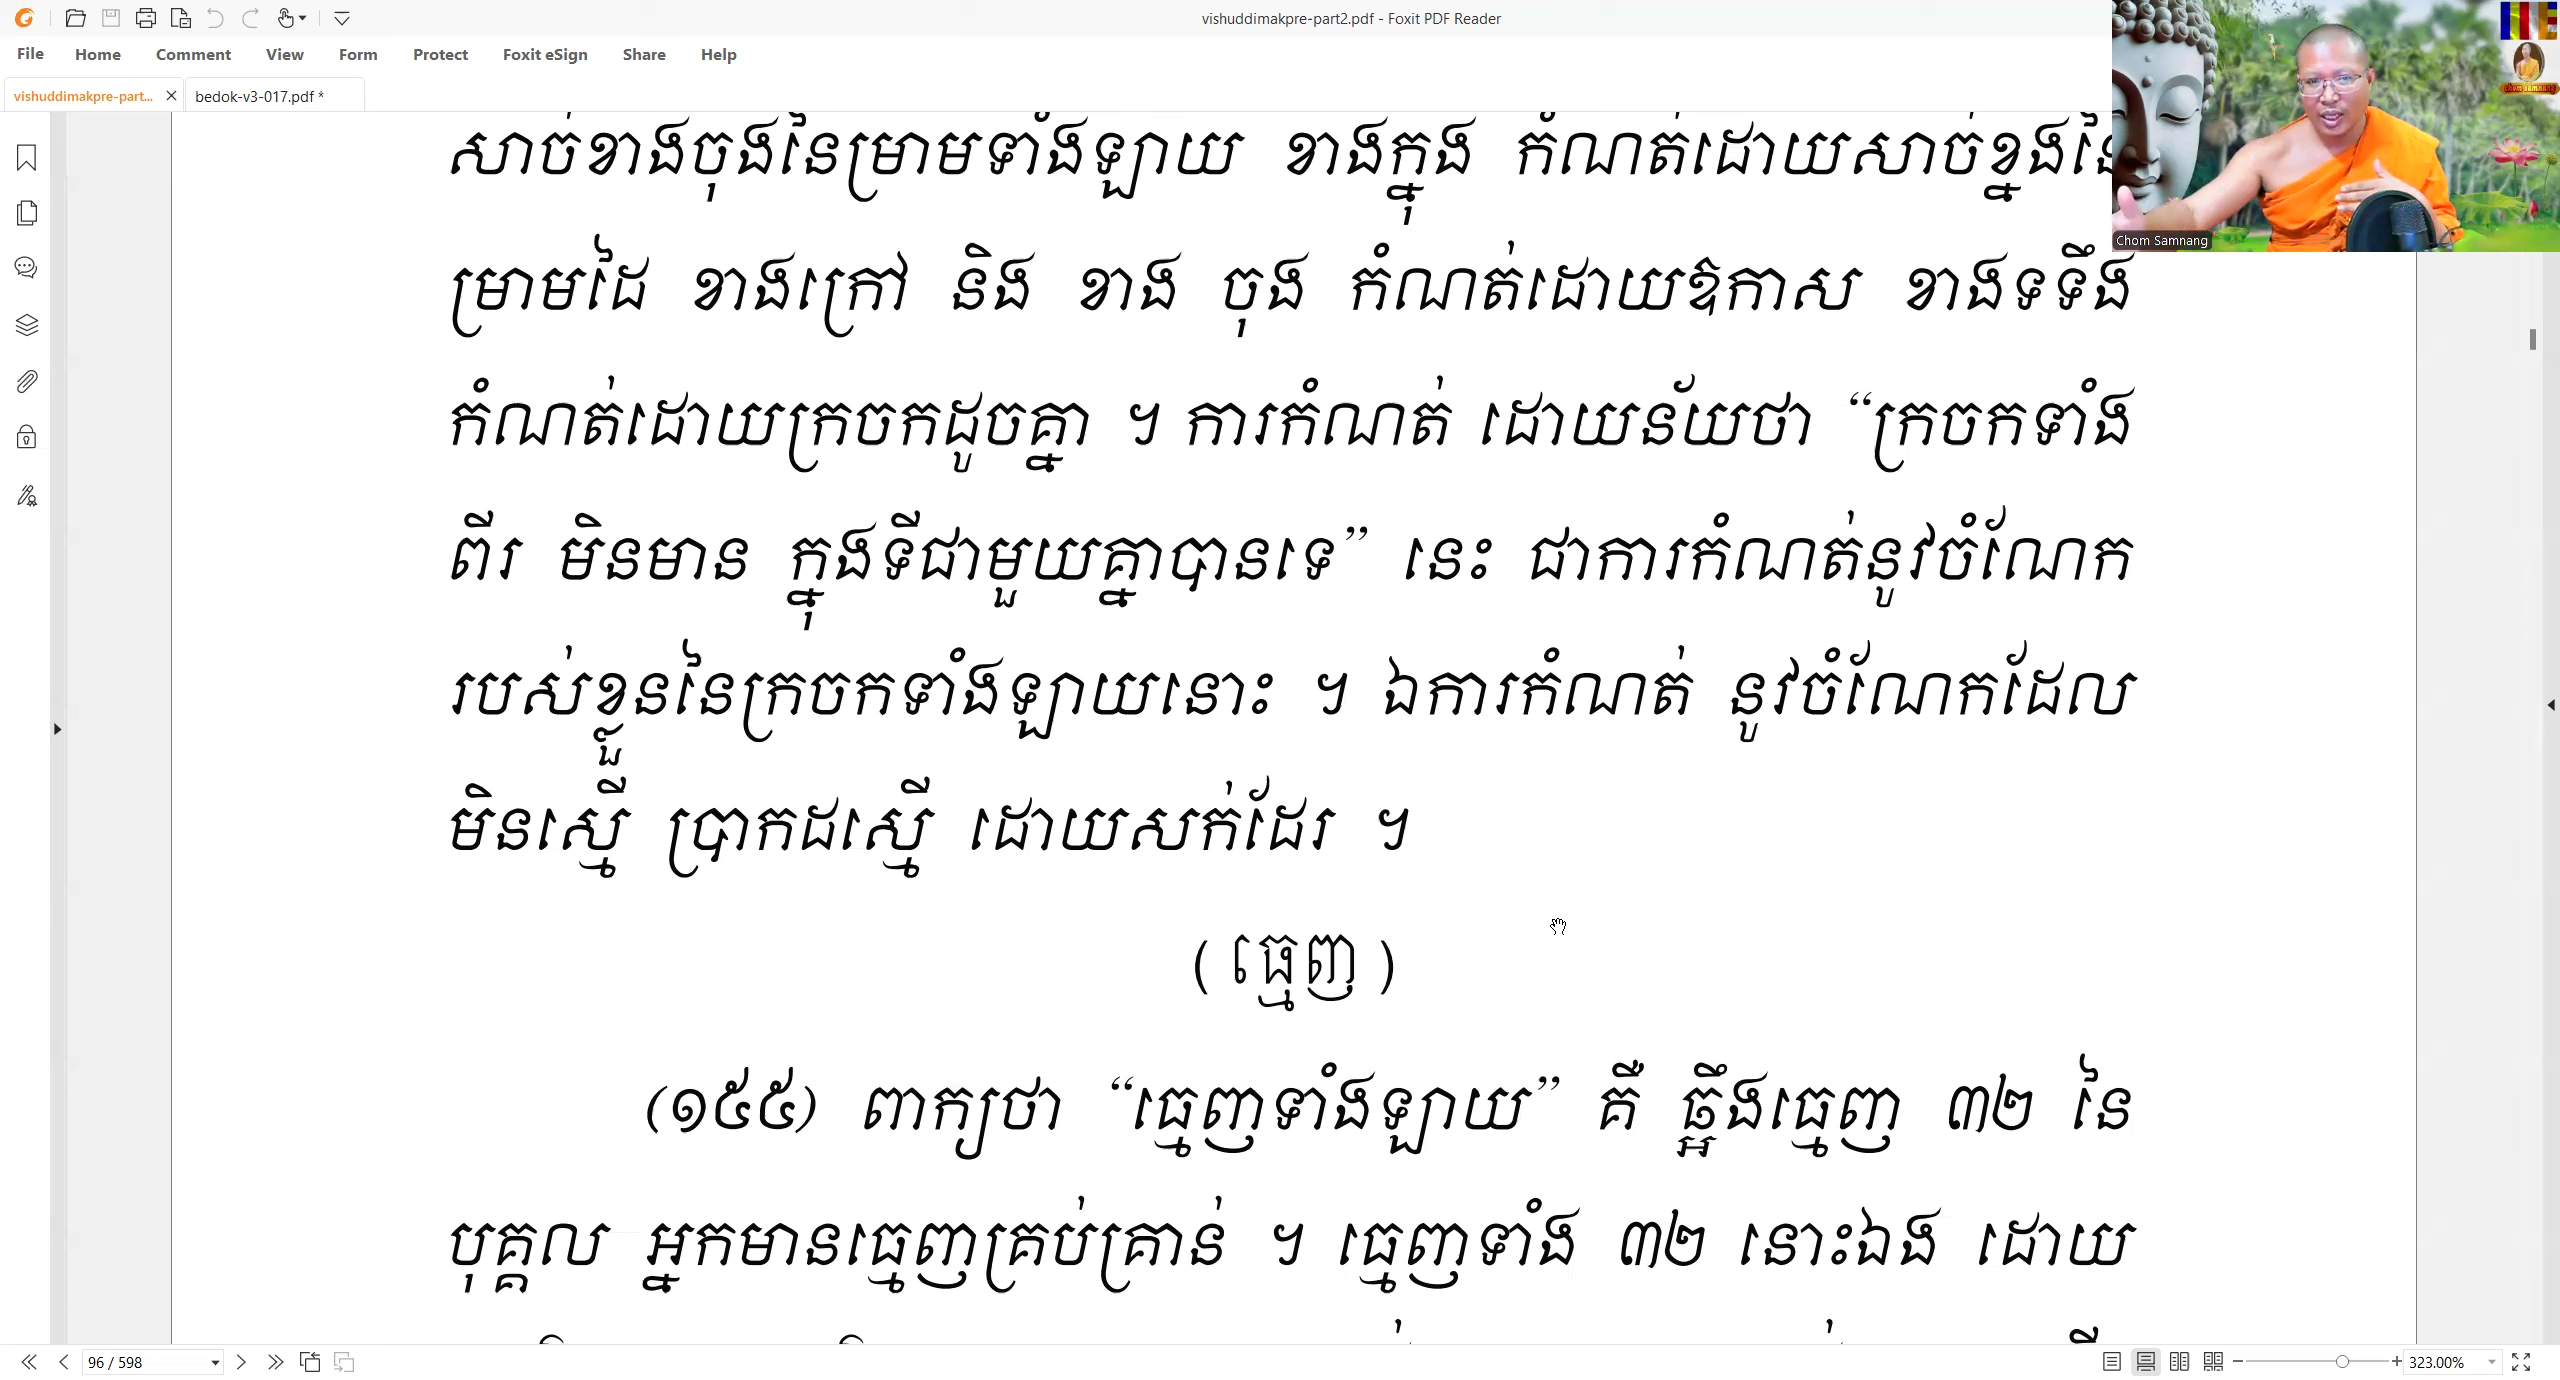 vishuddimakpre-part2.pdf - Foxit PDF Reader
File Home Comment View Form Protect Foxit eSign Share Help
vishuddimakpre-part... bedok-v3-017.pdf *
សាច់ខាងចុងនៃម្រាមទាំងឡាយ ខាងក្នុង កំណត់ដោយសាច់ខ្នងនៃ
ម្រាមដៃ ខាងក្រៅ និង ខាង ចុង កំណត់ដោយឱកាស ខាងទទឹង
កំណត់ដោយក្រចកដូចគ្នា ។ ការកំណត់ ដោយន័យថា “ក្រចកទាំង
ពីរ មិនមាន ក្នុងទីជាមួយគ្នាបានទេ” នេះ ជាការកំណត់នូវចំណែក
របស់ខ្លួននៃក្រចកទាំងឡាយនោះ ។ ឯការកំណត់ នូវចំណែកដែល
មិនស្មើ ប្រាកដស្មើ ដោយសក់ដែរ ។
( ធ្មេញ )
(១៥៥) ពាក្យថា “ធ្មេញទាំងឡាយ” គឺ ឆ្អឹងធ្មេញ ៣២ នៃ
បុគ្គល អ្នកមានធ្មេញគ្រប់គ្រាន់ ។ ធ្មេញទាំង ៣២ នោះឯង ដោយ
Chom Samnang
chom samnang
96 / 598
323.00%